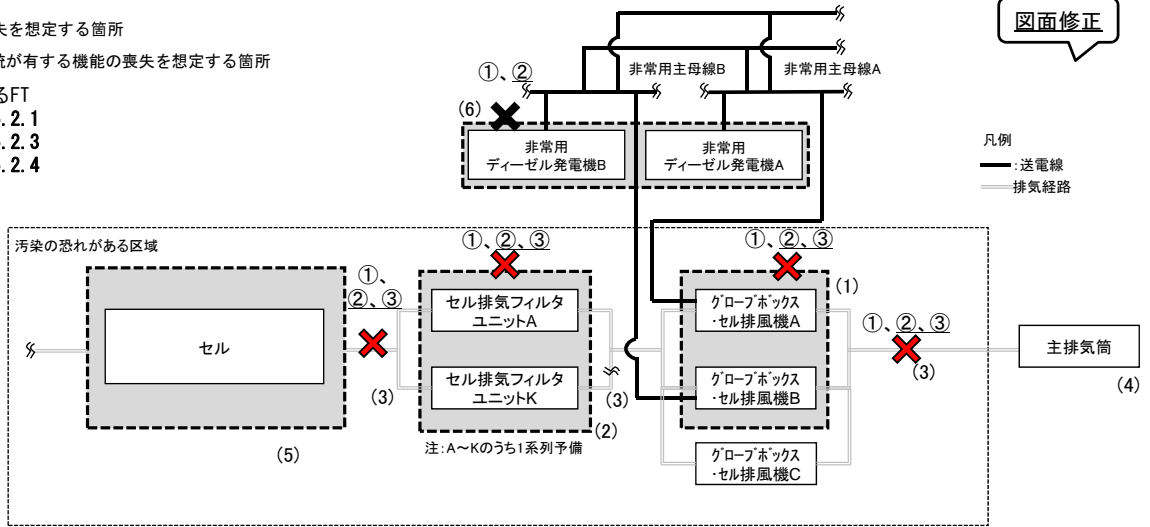 失を想定する箇所
統が有する機能の喪失を想定する箇所
るFT
.2.1
.2.3
.2.4
図面修正
①、②
(6)
非常用主母線B
非常用主母線A
非常用
ディーゼル発電機B
非常用
ディーゼル発電機A
凡例
:送電線
:排気経路
汚染の恐れがある区域
①、
②、③
①、②、③
①、②、③
①、②、③
セル
(3)
(5)
セル排気フィルタ
ユニットA
セル排気フィルタ
ユニットK
(3)
(2)
注:A～Kのうち1系列予備
(1)
グローブボックス
・セル排風機A
グローブボックス
・セル排風機B
グローブボックス
・セル排風機C
(3)
主排気筒
(4)